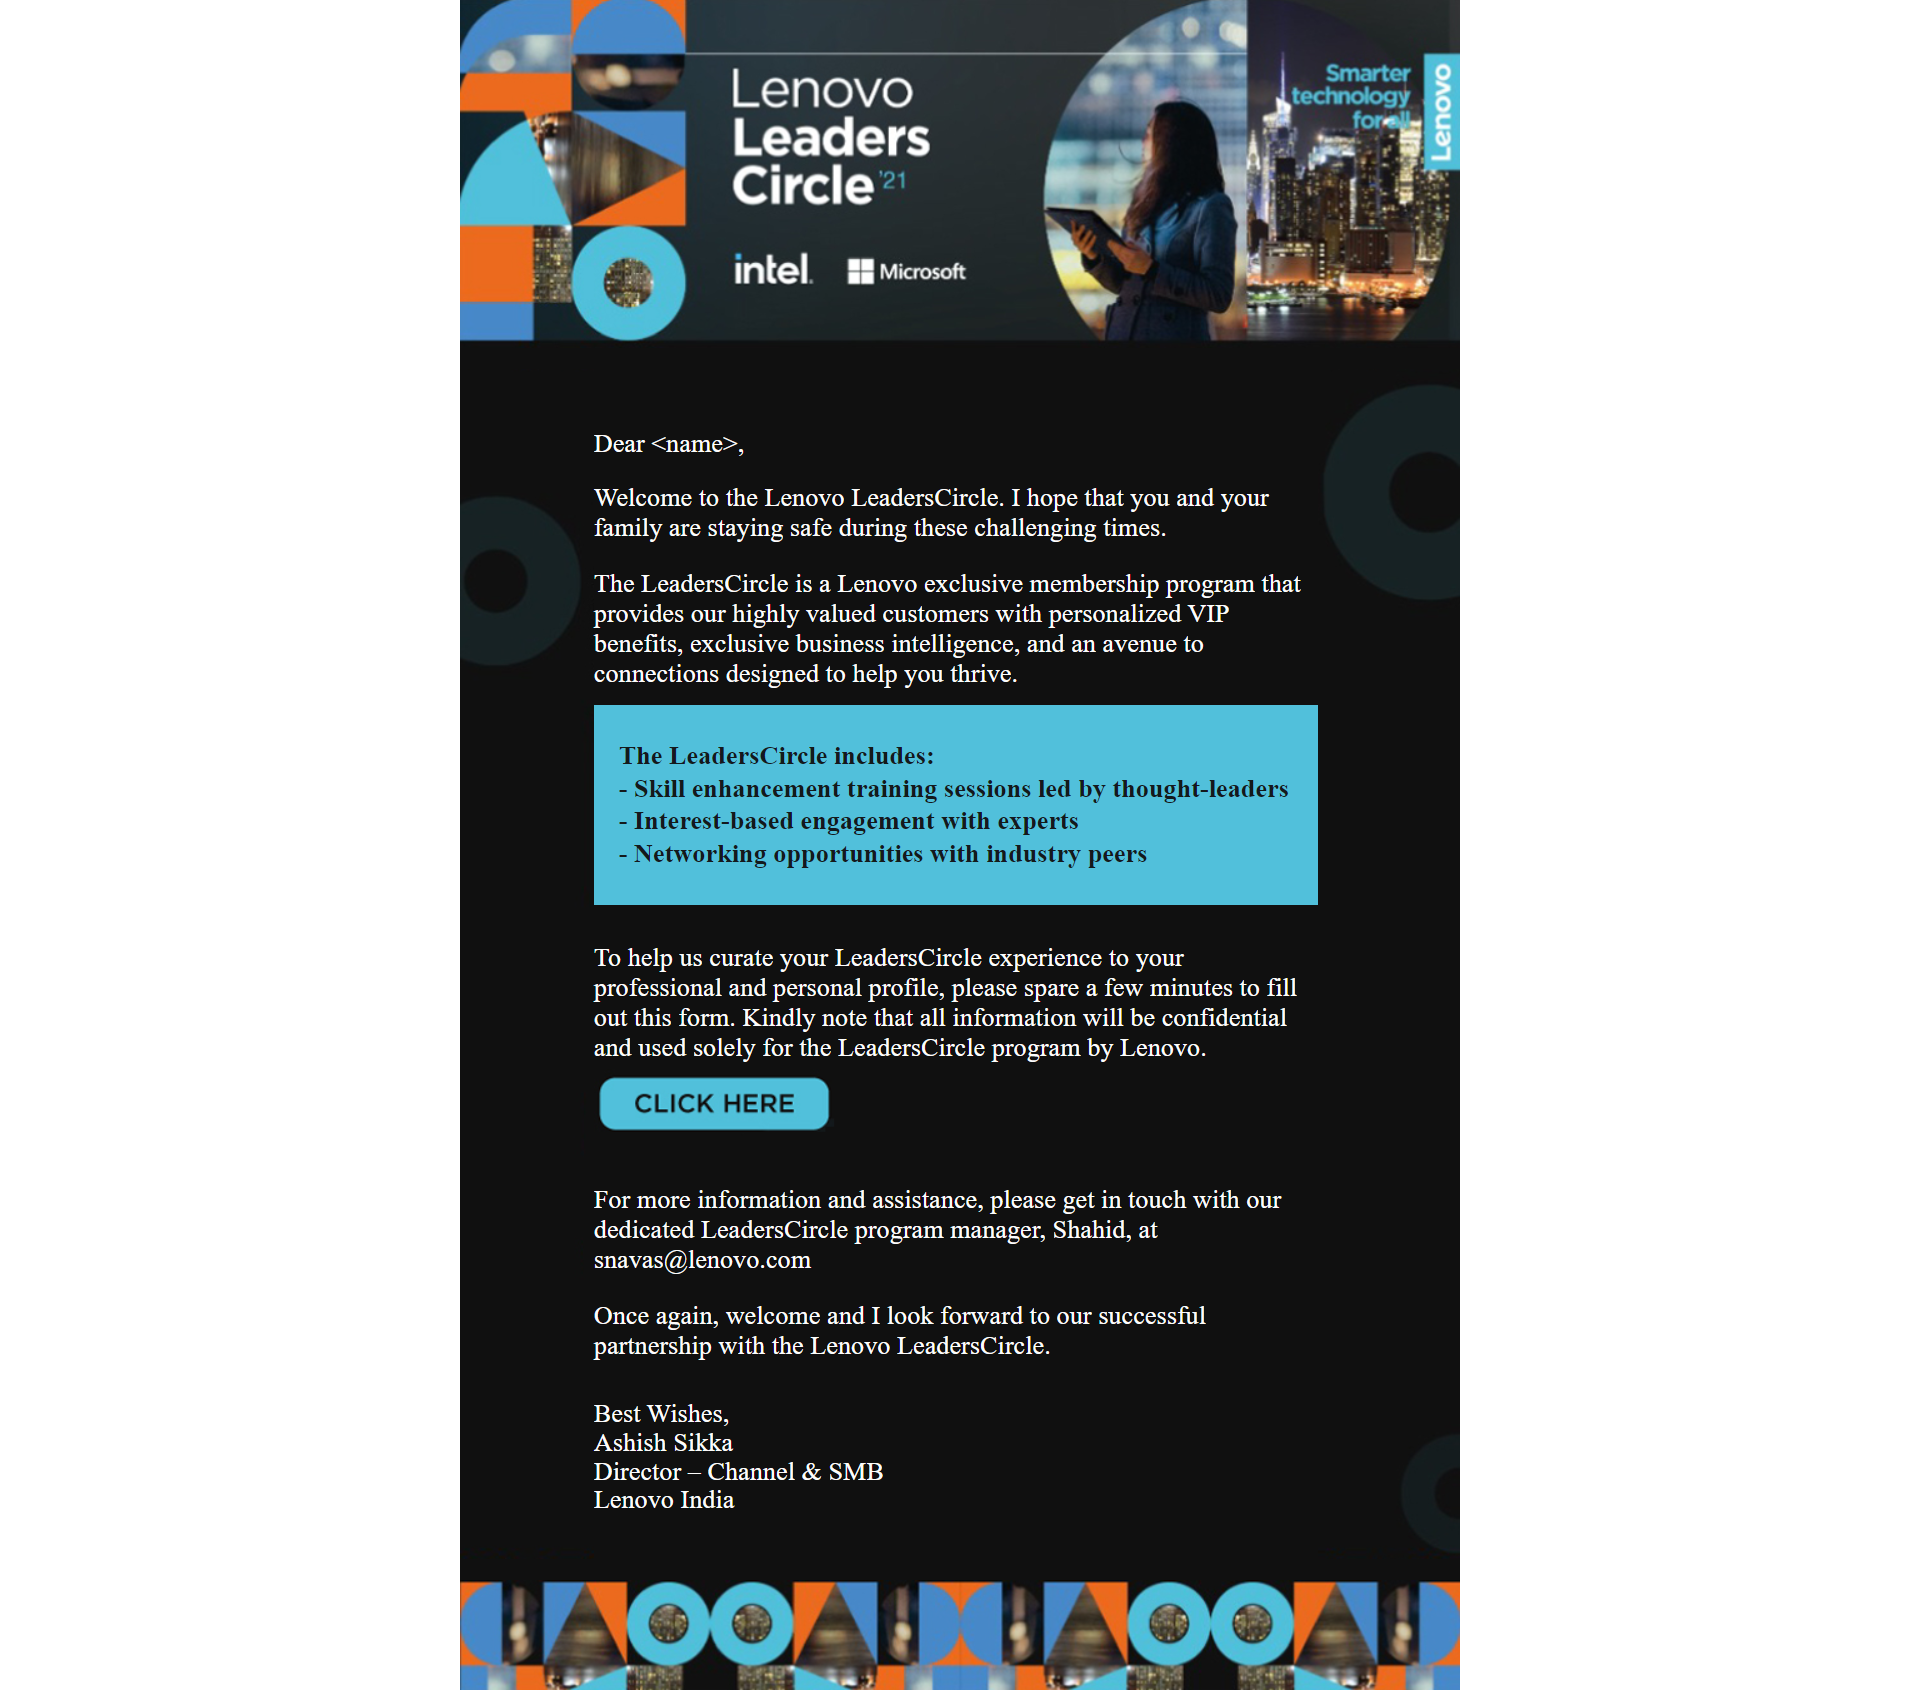 Lenovo
Leaders
Circle '21
intel.
Microsoft
Smarter
technology
for all
Lenovo
Dear <name>,
Welcome to the Lenovo LeadersCircle. I hope that you and your
family are staying safe during these challenging times.
The LeadersCircle is a Lenovo exclusive membership program that
provides our highly valued customers with personalized VIP
benefits, exclusive business intelligence, and an avenue to
connections designed to help you thrive.
The LeadersCircle includes:
- Skill enhancement training sessions led by thought-leaders
- Interest-based engagement with experts
- Networking opportunities with industry peers
To help us curate your LeadersCircle experience to your
professional and personal profile, please spare a few minutes to fill
out this form. Kindly note that all information will be confidential
and used solely for the LeadersCircle program by Lenovo.
CLICK HERE
For more information and assistance, please get in touch with our
dedicated LeadersCircle program manager, Shahid, at
snavas@lenovo.com
Once again, welcome and I look forward to our successful
partnership with the Lenovo LeadersCircle.
Best Wishes,
Ashish Sikka
Director – Channel & SMB
Lenovo India